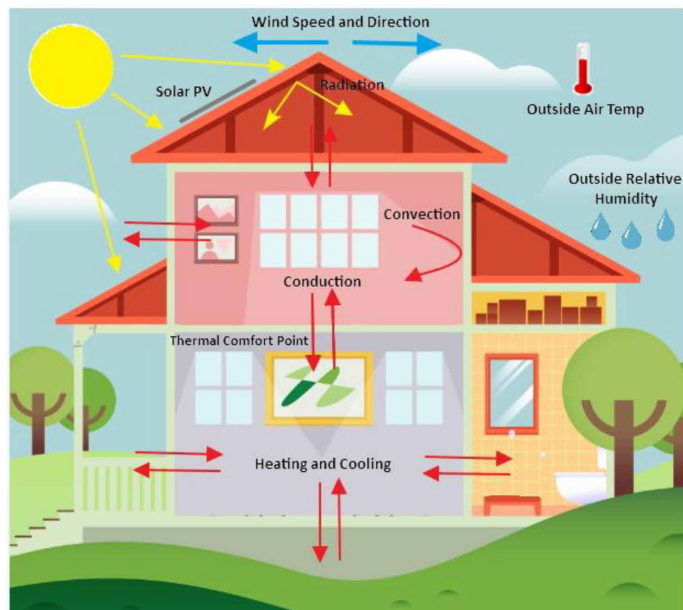 Wind Speed and Direction
Solar PV
Radiation
Outside Air Temp
Outside Relative
Humidity
Convection
Conduction
Thermal Comfort Point
Heating and Cooling